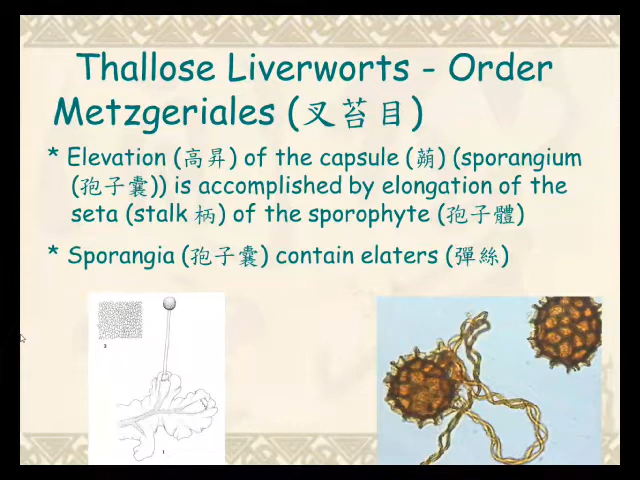 Thallose Liverworts - Order
Metzgeriales (叉苔目)
* Elevation (高昇) of the capsule (蒴) (sporangium
(孢子囊)) is accomplished by elongation of the
seta (stalk 柄) of the sporophyte (孢子體)
* Sporangia (孢子囊) contain elaters (彈絲)
3
1